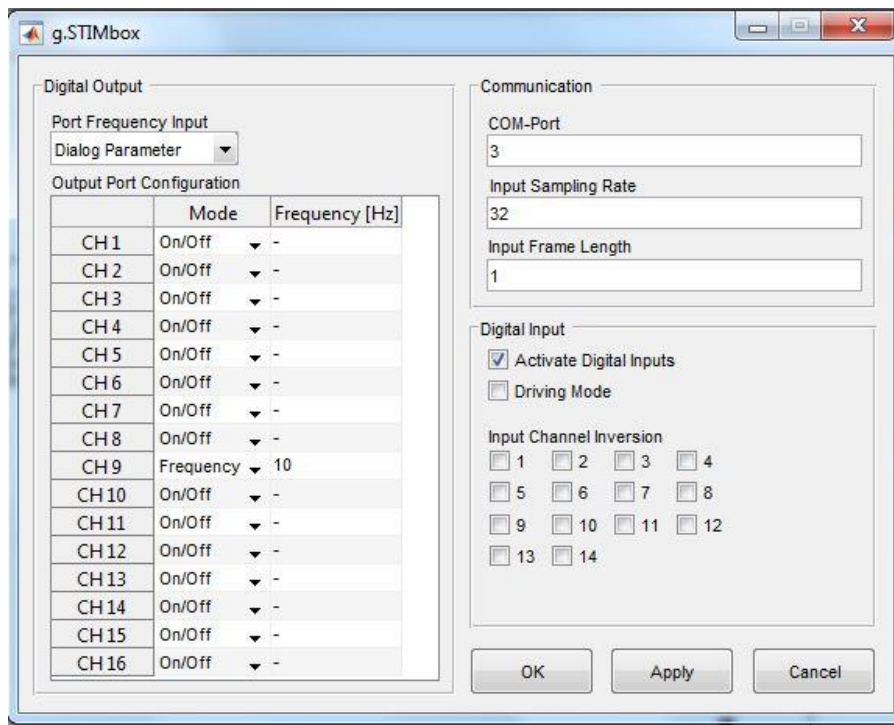 g.STIMbox
Digital Output
Port Frequency Input
Dialog Parameter
Output Port Configuration
Mode Frequency [Hz]
CH 1 On/Off -
CH 2 On/Off -
CH 3 On/Off -
CH 4 On/Off -
CH 5 On/Off -
CH 6 On/Off -
CH 7 On/Off -
CH 8 On/Off -
CH 9 Frequency 10
CH 10 On/Off -
CH 11 On/Off -
CH 12 On/Off -
CH 13 On/Off -
CH 14 On/Off -
CH 15 On/Off -
CH 16 On/Off -
Communication
COM-Port
3
Input Sampling Rate
32
Input Frame Length
1
Digital Input
Activate Digital Inputs
Driving Mode
Input Channel Inversion
1 2 3 4
5 6 7 8
9 10 11 12
13 14
OK Apply Cancel